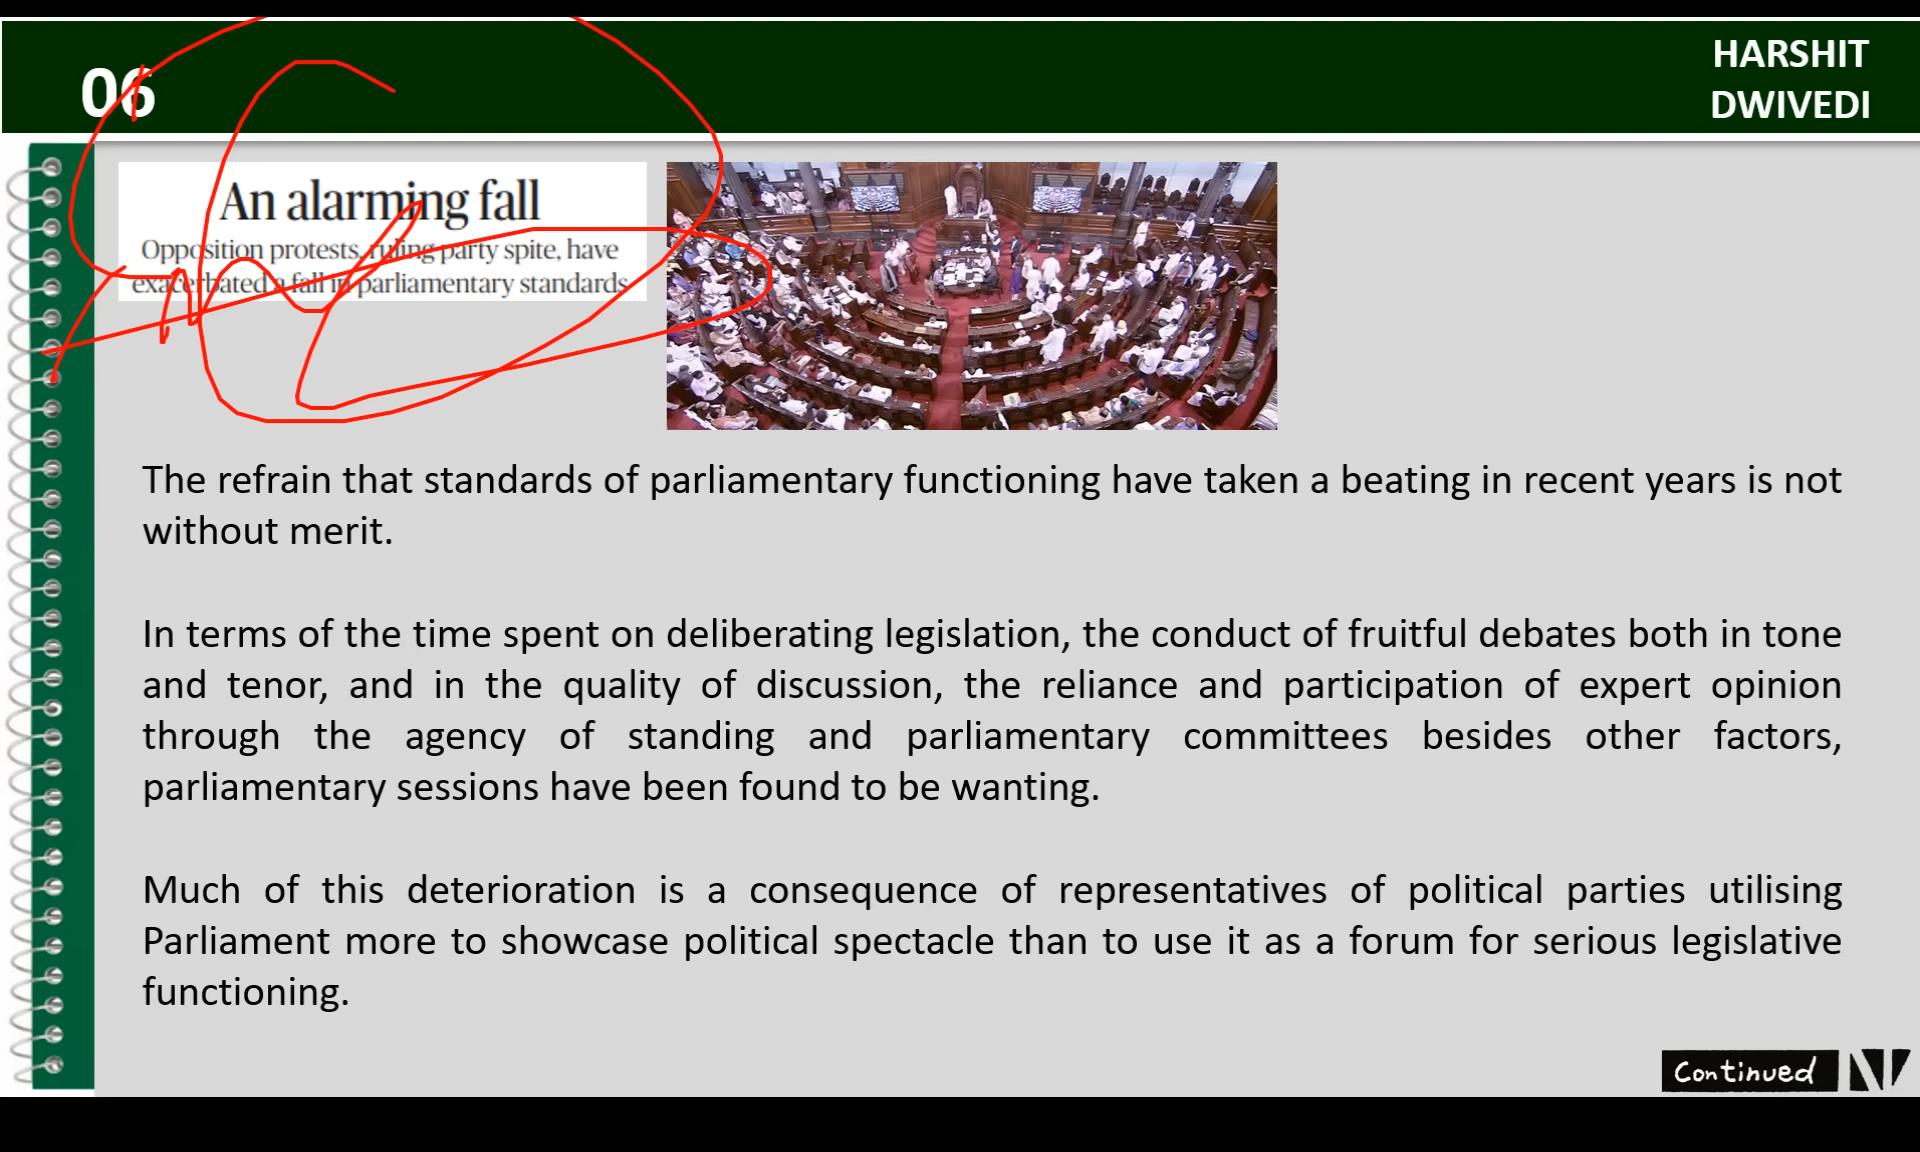 06
HARSHIT
DWIVEDI
An alarming fall
Opposition protests, ruling party spite, have
exacerbated a fall in parliamentary standards
The refrain that standards of parliamentary functioning have taken a beating in recent years is not
without merit.
In terms of the time spent on deliberating legislation, the conduct of fruitful debates both in tone
and tenor, and in the quality of discussion, the reliance and participation of expert opinion
through the agency of standing and parliamentary committees besides other factors,
parliamentary sessions have been found to be wanting.
Much of this deterioration is a consequence of representatives of political parties utilising
Parliament more to showcase political spectacle than to use it as a forum for serious legislative
functioning.
Continued